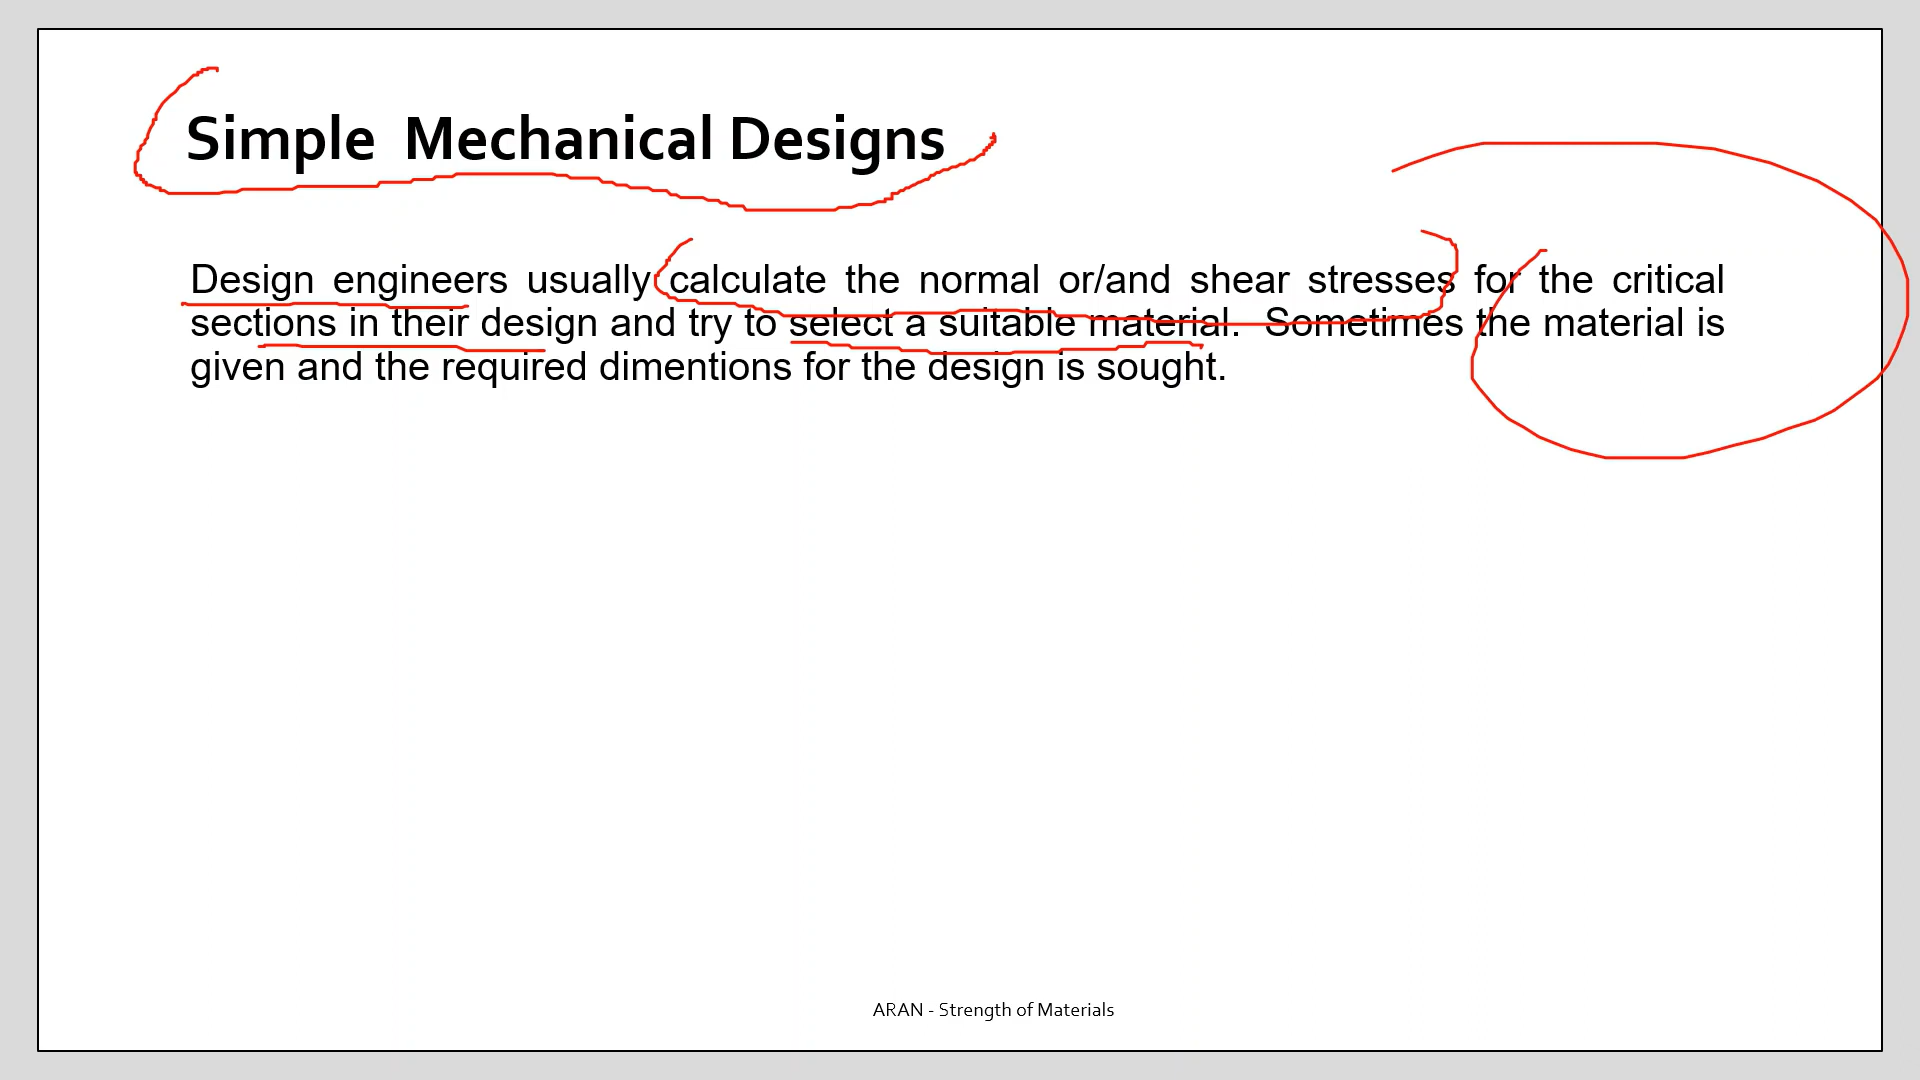 Simple Mechanical Designs
Design engineers usually calculate the normal or/and shear stresses for the critical
sections in their design and try to select a suitable material. Sometimes the material is
given and the required dimentions for the design is sought.
ARAN - Strength of Materials